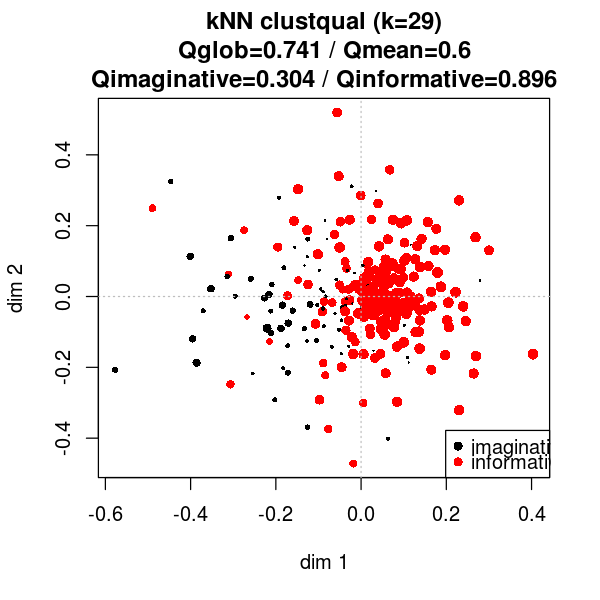 kNN clustqual (k=29)
Qglob=0.741 / Qmean=0.6
Qimaginative=0.304 / Qinformative=0.896
dim 2
0.4
0.2
0.0
-0.2
-0.4
imaginati
informati
-0.6 -0.4 -0.2 0.0 0.2 0.4
dim 1